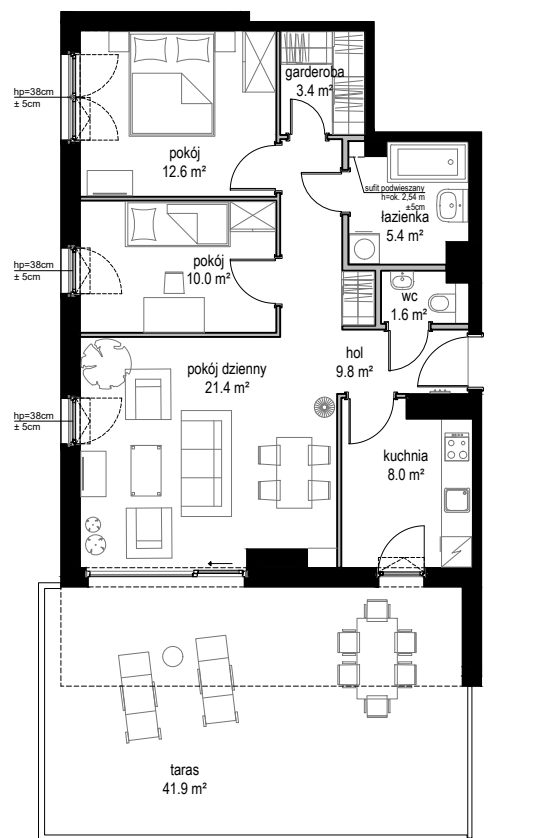 garderoba
3.4 m²
hp=38cm
± 5cm
pokój
12.6 m²
sufit podwieszany
h=ok. 2,54 m
±5cm
łazienka
5.4 m²
pokój
10.0 m²
hp=38cm
± 5cm
wc
1.6 m²
hol
9.8 m²
pokój dzienny
21.4 m²
hp=38cm
± 5cm
kuchnia
8.0 m²
taras
41.9 m²